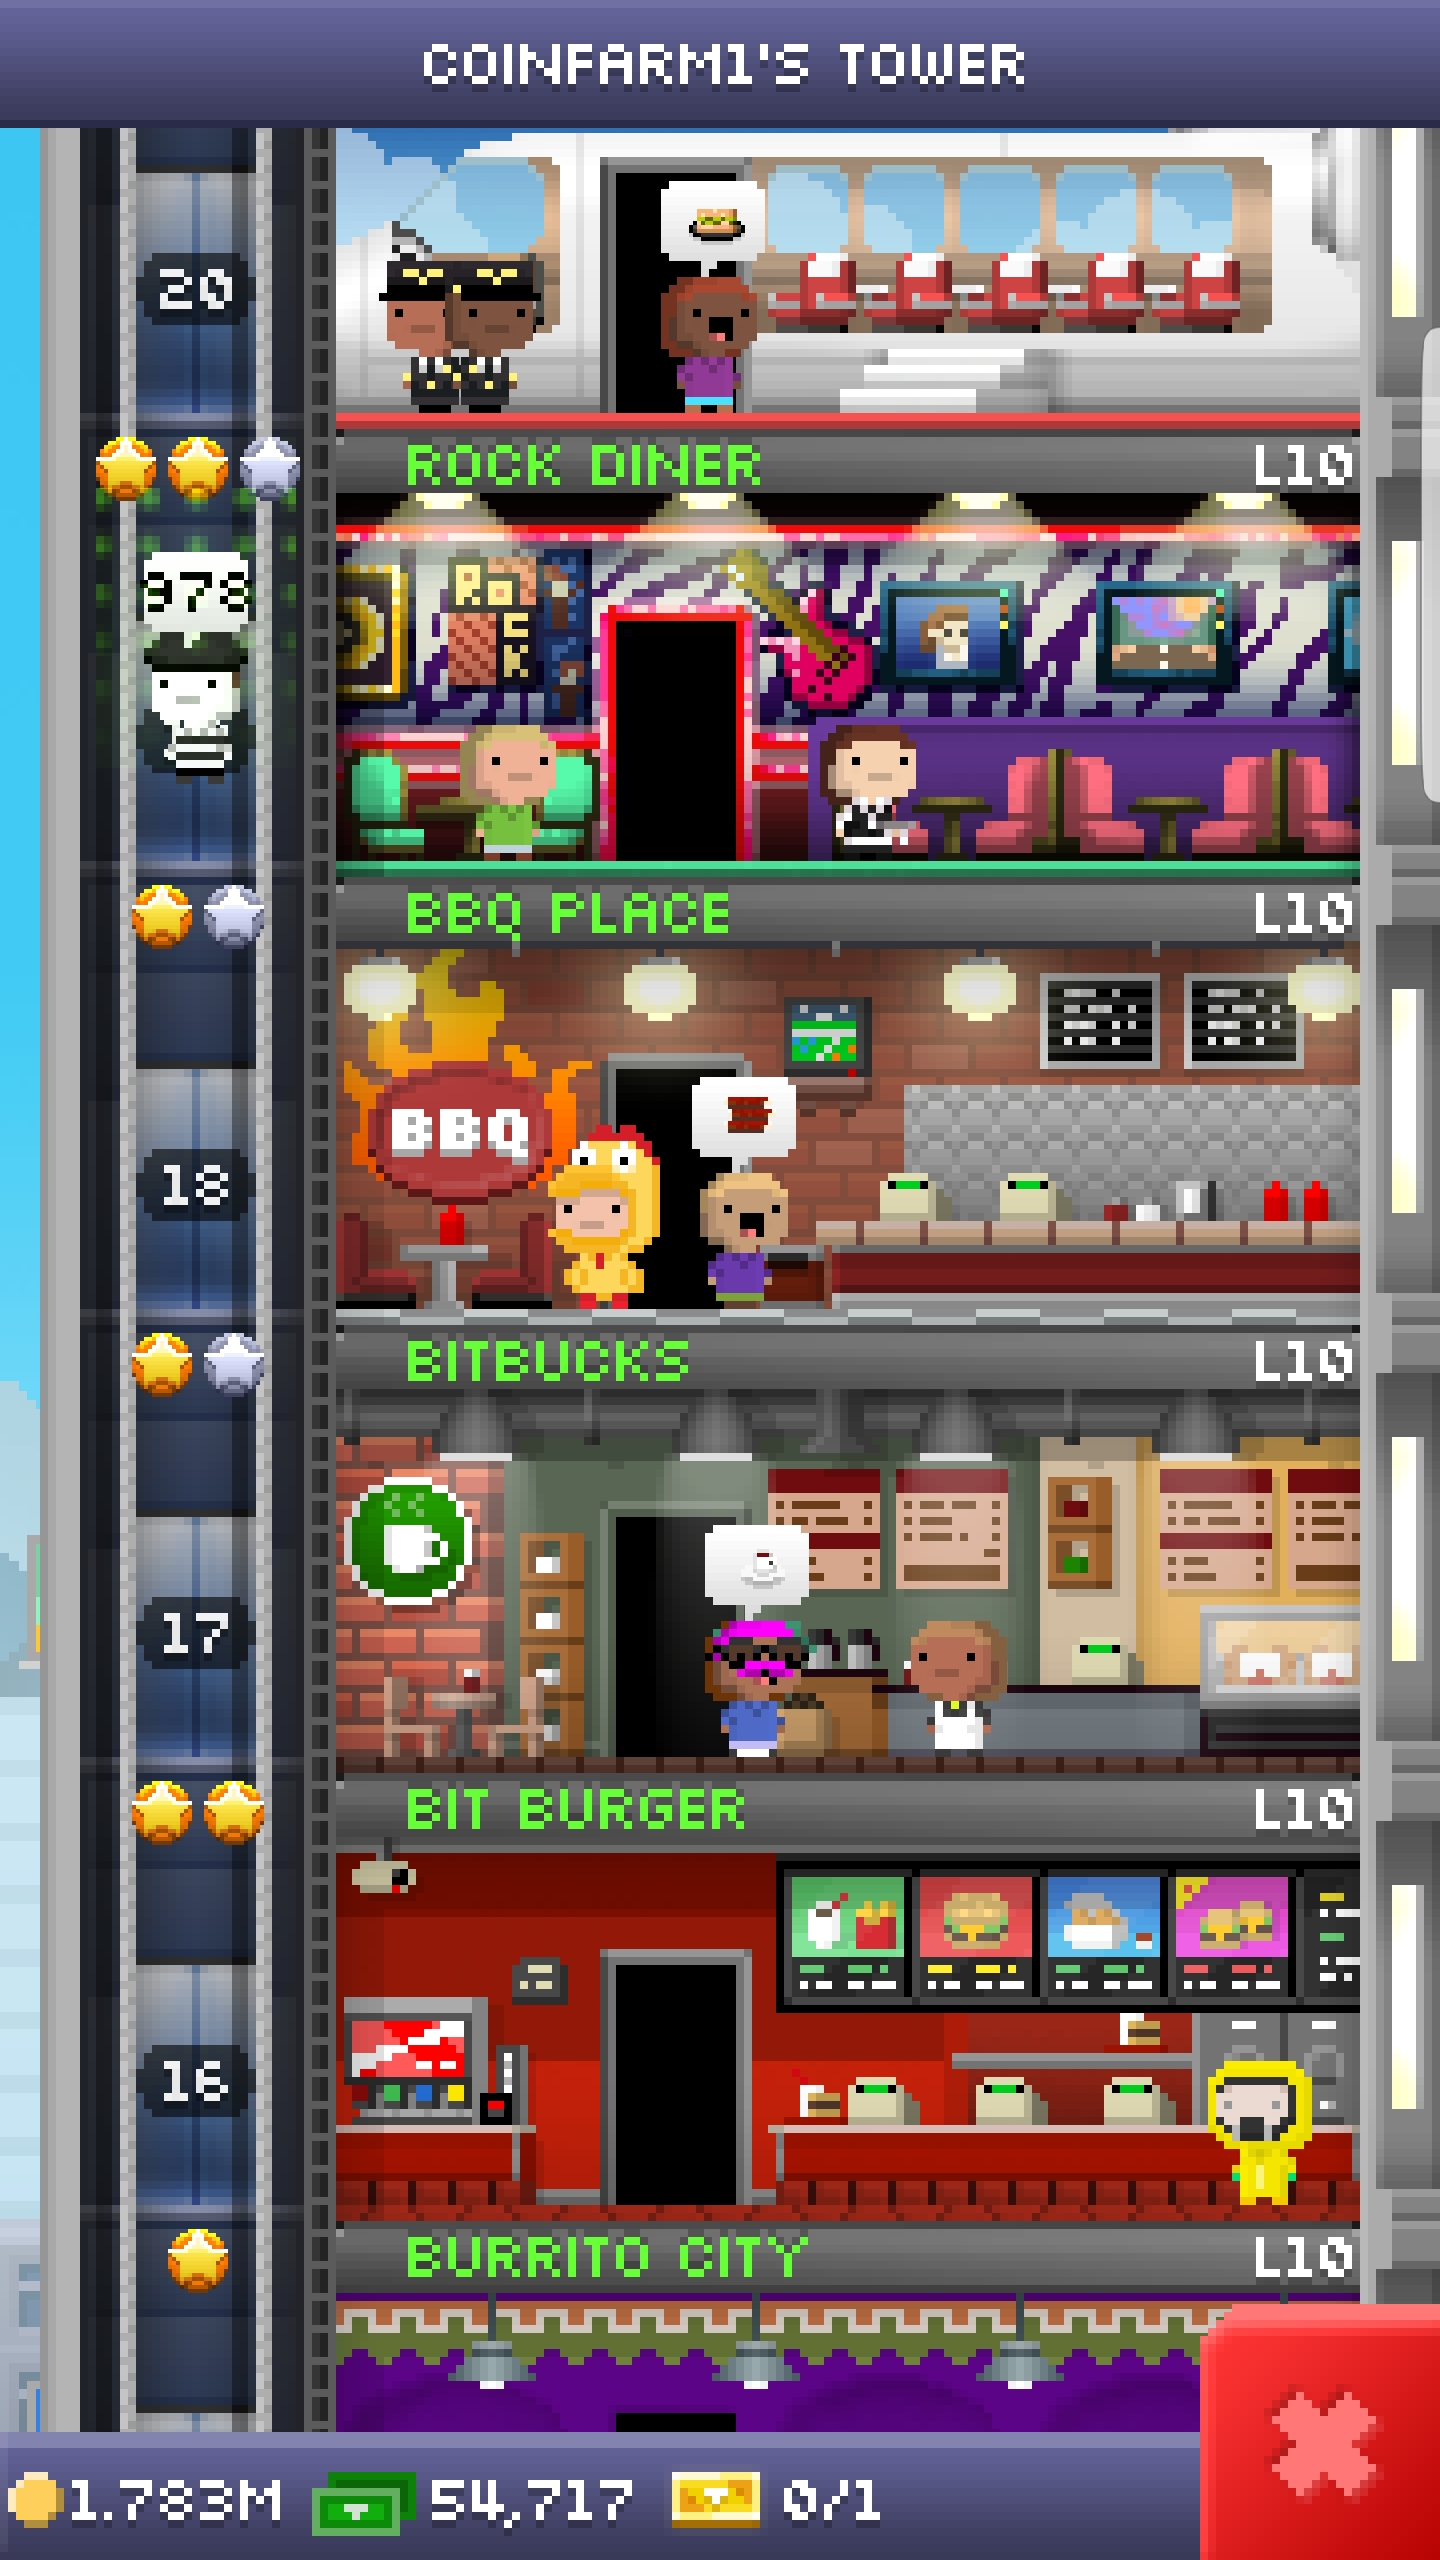 COINFARM1'S TOWER
20
ROCK DINER L10
ROCK
BBQ PLACE L10
BBQ
18
BITBUCKS L10
17
BIT BURGER L10
16
BURRITO CITY L10
1.783M 54,717 0/1